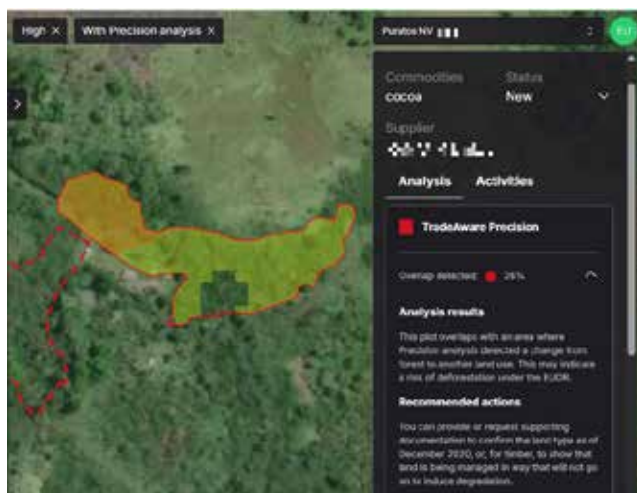 High × With Precision analysis ×
Puratos NV
EU
Commodities Status
cocoa New
Supplier
Analysis Activities
TradeAware Precision
Overlap detected: 26%
Analysis results
This plot overlaps with an area where
Precision analysis detected a change from
forest to another land use. This may indicate
a risk of deforestation under the EUDR.
Recommended actions
You can provide or request supporting
documentation to confirm the land type as of
December 2020, or, for timber, to show that
land is being managed in way that will not go
on to induce degradation.